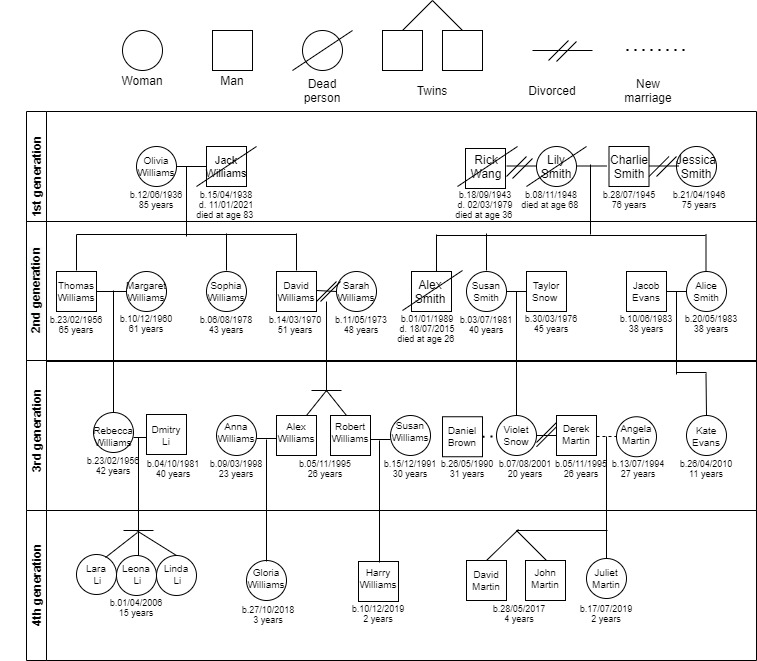 Woman
Man
Dead
person
Twins
Divorced
New
marriage
1st generation
Olivia
Williams
b.12/06/1936
85 years
Jack
Williams
b.15/04/1938
d. 11/01/2021
died at age 83
Rick
Wang
b.18/09/1943
d. 02/03/1979
died at age 36
Lily
Smith
b.08/11/1948
died at age 68
Charlie
Smith
b.28/07/1945
76 years
Jessica
Smith
b.21/04/1946
75 years
2nd generation
Thomas
Williams
b.23/02/1956
65 years
Margaret
Williams
b.10/12/1960
61 years
Sophia
Williams
b.06/08/1978
43 years
David
Williams
b.14/03/1970
51 years
Sarah
Williams
b.11/05/1973
48 years
Alex
Smith
b.01/01/1989
d. 18/07/2015
died at age 26
Susan
Smith
b.03/07/1981
40 years
Taylor
Snow
b.30/03/1976
45 years
Jacob
Evans
b.10/06/1983
38 years
Alice
Smith
b.20/05/1983
38 years
3rd generation
Rebecca
Williams
b.23/02/1956
42 years
Dmitry
Li
b.04/10/1981
40 years
Anna
Williams
b.09/03/1998
23 years
Alex
Williams
Robert
Williams
b.05/11/1995
26 years
Susan
Williams
b.15/12/1991
30 years
Daniel
Brown
b.26/05/1990
31 years
Violet
Snow
b.07/08/2001
20 years
Derek
Martin
b.05/11/1995
26 years
Angela
Martin
b.13/07/1994
27 years
Kate
Evans
b.26/04/2010
11 years
4th generation
Lara
Li
Leona
Li
Linda
Li
b.01/04/2006
15 years
Gloria
Williams
b.27/10/2018
3 years
Harry
Williams
b.10/12/2019
2 years
David
Martin
John
Martin
b.28/05/2017
4 years
Juliet
Martin
b.17/07/2019
2 years